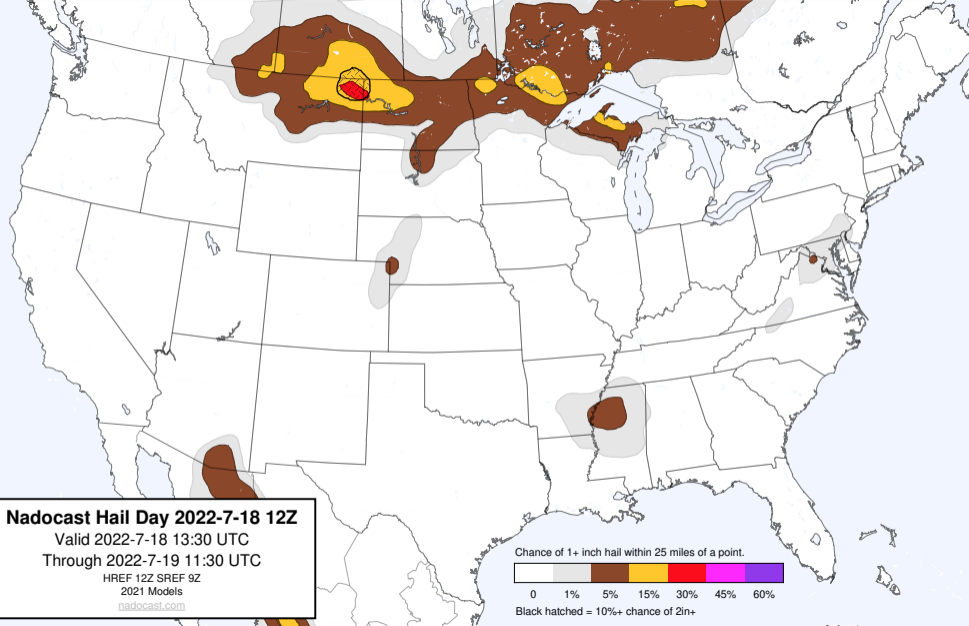 Nadocast Hail Day 2022-7-18 12Z
Valid 2022-7-18 13:30 UTC
Through 2022-7-19 11:30 UTC
HREF 12Z SREF 9Z
2021 Models
nadocast.com
Chance of 1+ inch hail within 25 miles of a point.
0 1% 5% 15% 30% 45% 60%
Black hatched = 10%+ chance of 2in+